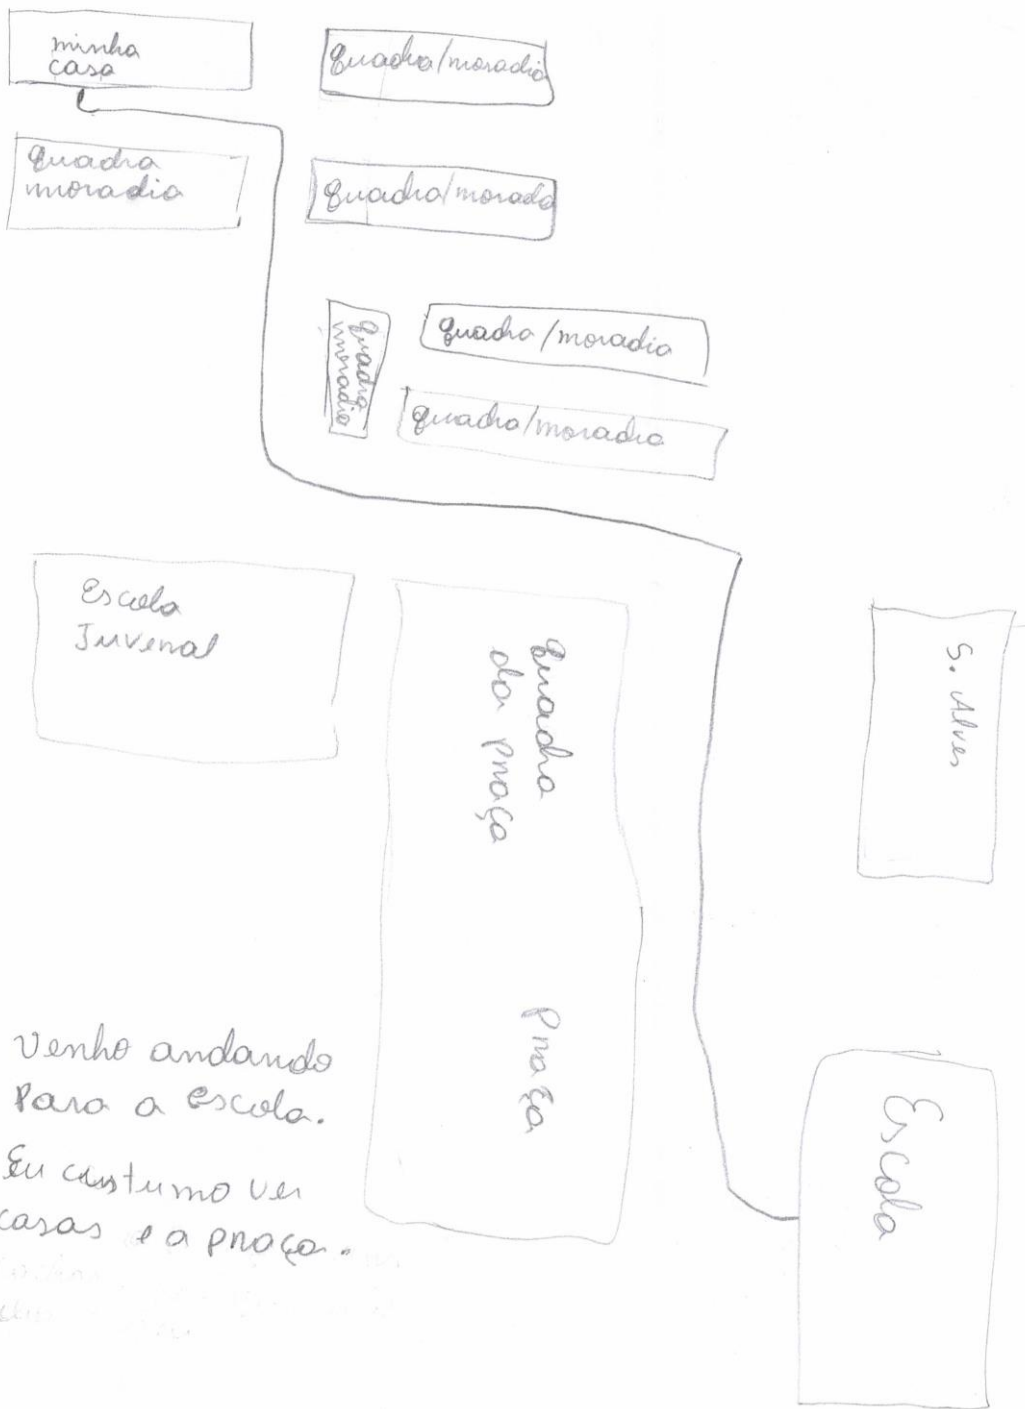 minha
casa
quadra/moradia
quadra
moradia
quadra/morada
quadra
moradia
quadra/moradia
quadra/moradia
Escola
Juvenal
quadra
da praça
S. Alves
Praça
Venho andando
Para a escola.
Eu custumo ver
casas e a praça.
Escola